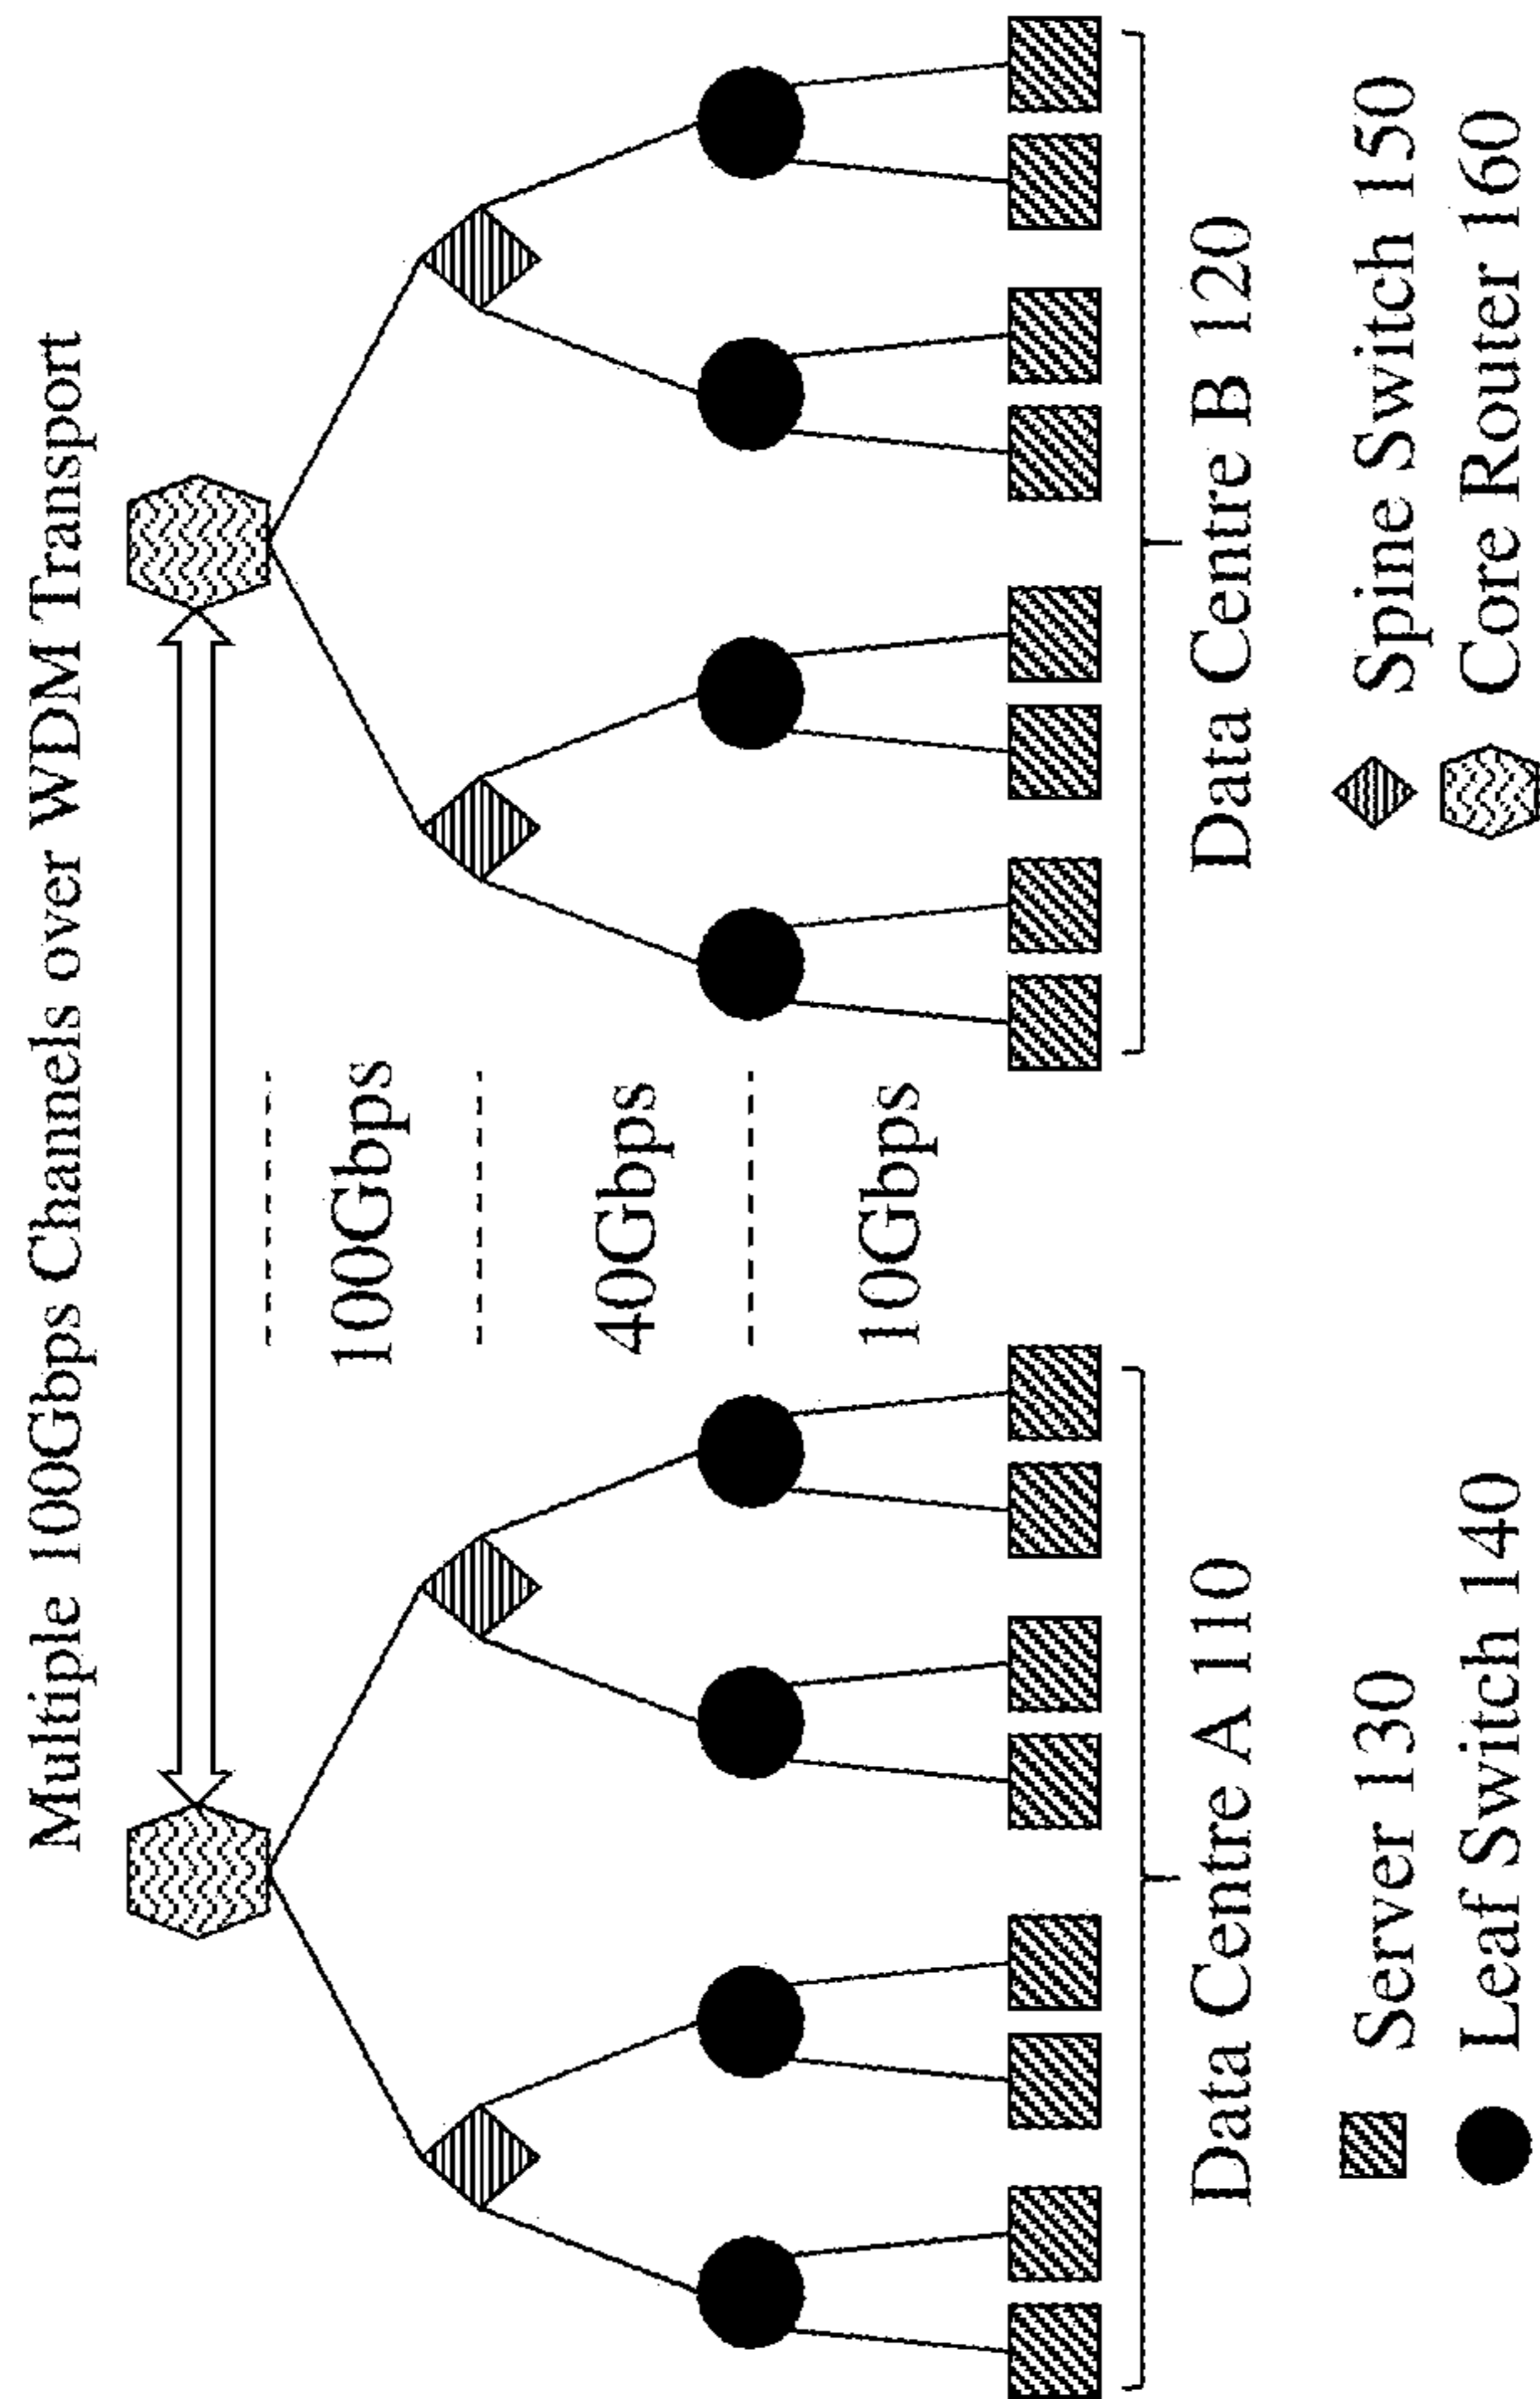 Multiple 100Gbps Channels over WDM Transport
100Gbps
40Gbps
10Gbps
Data Centre A 110
Data Centre B 120
Server 130
Spine Switch 150
Leaf Switch 140
Core Router 160